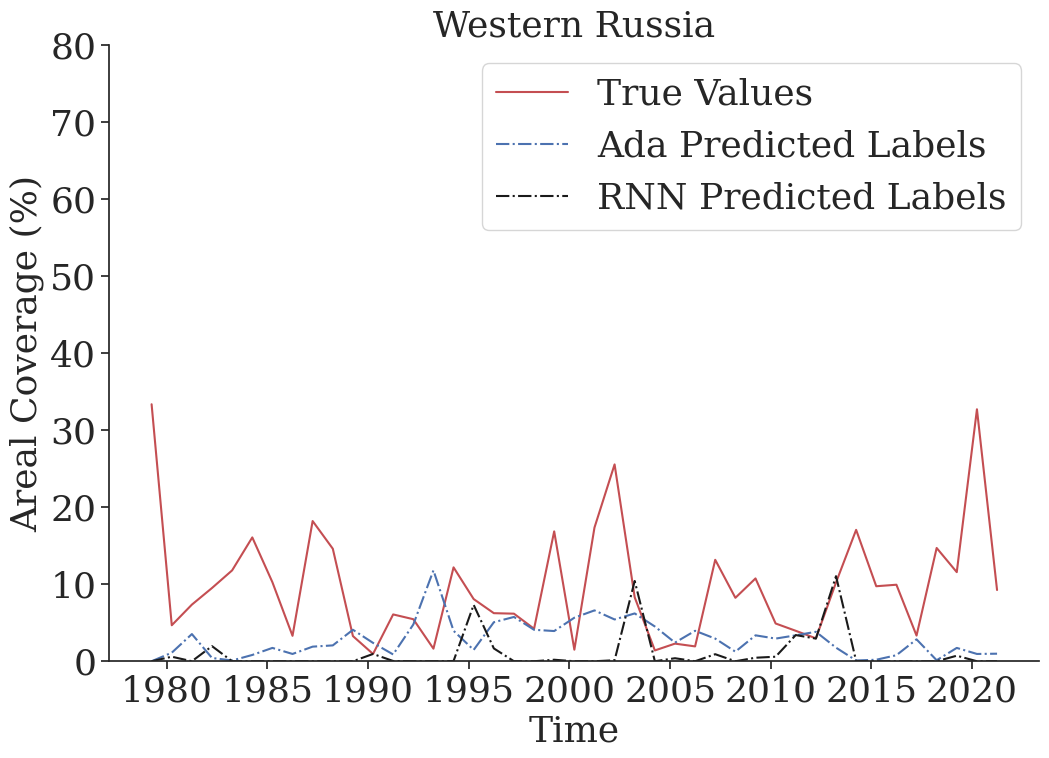 Western Russia
80
70
60
50
40
30
20
10
0
Areal Coverage (%)
True Values
Ada Predicted Labels
RNN Predicted Labels
1980 1985 1990 1995 2000 2005 2010 2015 2020
Time